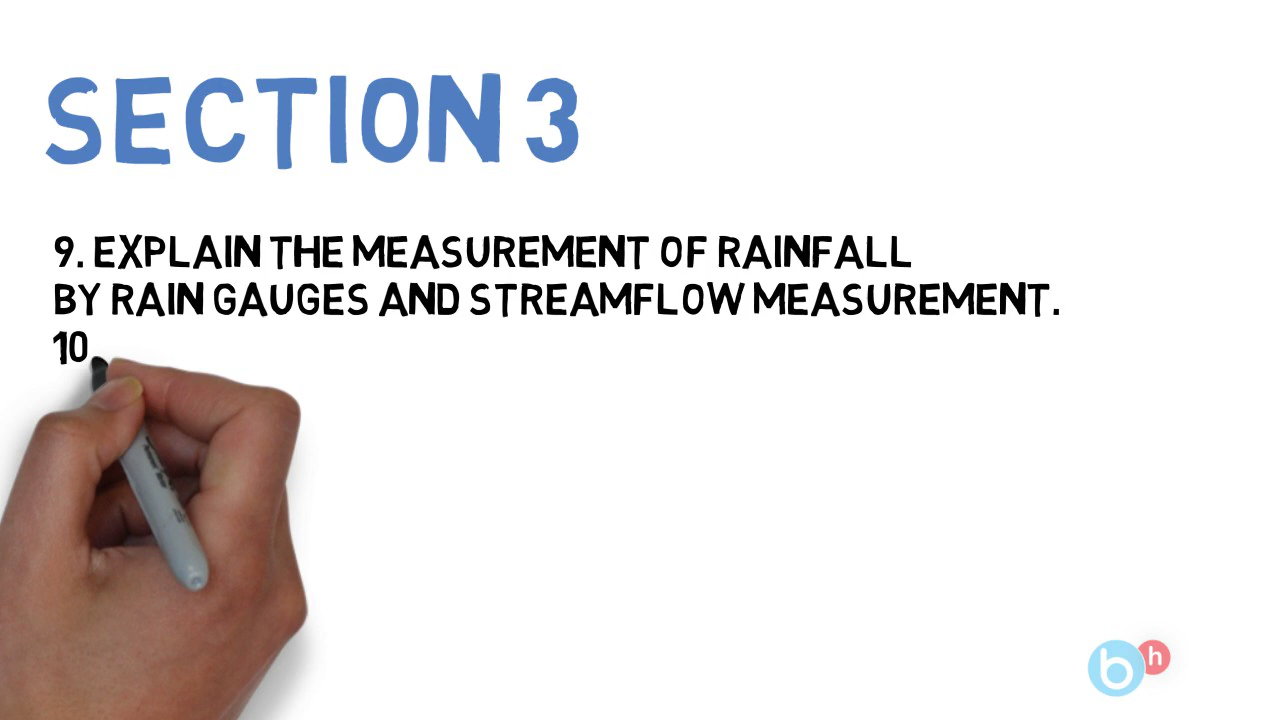 SECTION 3
9. EXPLAIN THE MEASUREMENT OF RAINFALL
BY RAIN GAUGES AND STREAMFLOW MEASUREMENT.
10.
b h